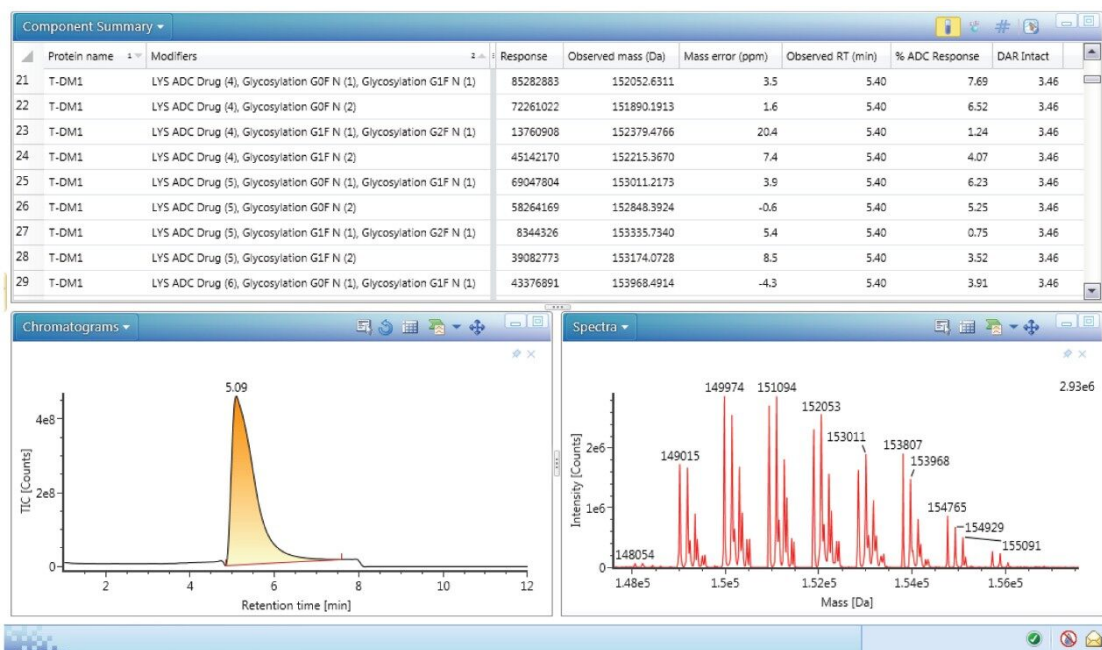 Component Summary
Protein name 1 Modifiers 2 Response Observed mass (Da) Mass error (ppm) Observed RT (min) % ADC Response DAR Intact
21 T-DM1 LYS ADC Drug (4), Glycosylation G0F N (1), Glycosylation G1F N (1) 85282883 152052.6311 3.5 5.40 7.69 3.46
22 T-DM1 LYS ADC Drug (4), Glycosylation G0F N (2) 72261022 151890.1913 1.6 5.40 6.52 3.46
23 T-DM1 LYS ADC Drug (4), Glycosylation G1F N (1), Glycosylation G2F N (1) 13760908 152379.4766 20.4 5.40 1.24 3.46
24 T-DM1 LYS ADC Drug (4), Glycosylation G1F N (2) 45142170 152215.3670 7.4 5.40 4.07 3.46
25 T-DM1 LYS ADC Drug (5), Glycosylation G0F N (1), Glycosylation G1F N (1) 69047804 153011.2173 3.9 5.40 6.23 3.46
26 T-DM1 LYS ADC Drug (5), Glycosylation G0F N (2) 58264169 152848.3924 -0.6 5.40 5.25 3.46
27 T-DM1 LYS ADC Drug (5), Glycosylation G1F N (1), Glycosylation G2F N (1) 8344326 153335.7340 5.4 5.40 0.75 3.46
28 T-DM1 LYS ADC Drug (5), Glycosylation G1F N (2) 39082773 153174.0728 8.5 5.40 3.52 3.46
29 T-DM1 LYS ADC Drug (6), Glycosylation G0F N (1), Glycosylation G1F N (1) 43376891 153968.4914 -4.3 5.40 3.91 3.46
Chromatograms
5.09
4e8
2e8
0
TIC [Counts]
2 4 6 8 10 12
Retention time [min]
Spectra
2.93e6
149974 151094
152053
153011
153807
153968
149015
154765
154929
155091
148054
2e6
1e6
0
Intensity [Counts]
1.48e5 1.5e5 1.52e5 1.54e5 1.56e5
Mass [Da]